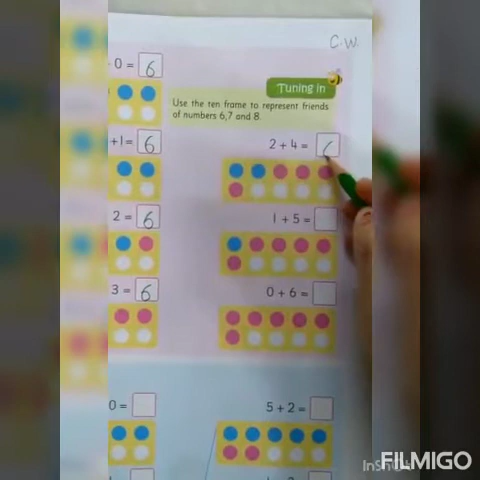 C.W.
0 = 6
Tuning in
Use the ten frame to represent friends
of numbers 6,7 and 8.
+1= 6
2 + 4 =
2 = 6
1 + 5 =
3 = 6
0 + 6 =
0 =
5 + 2 =
FILMIGO